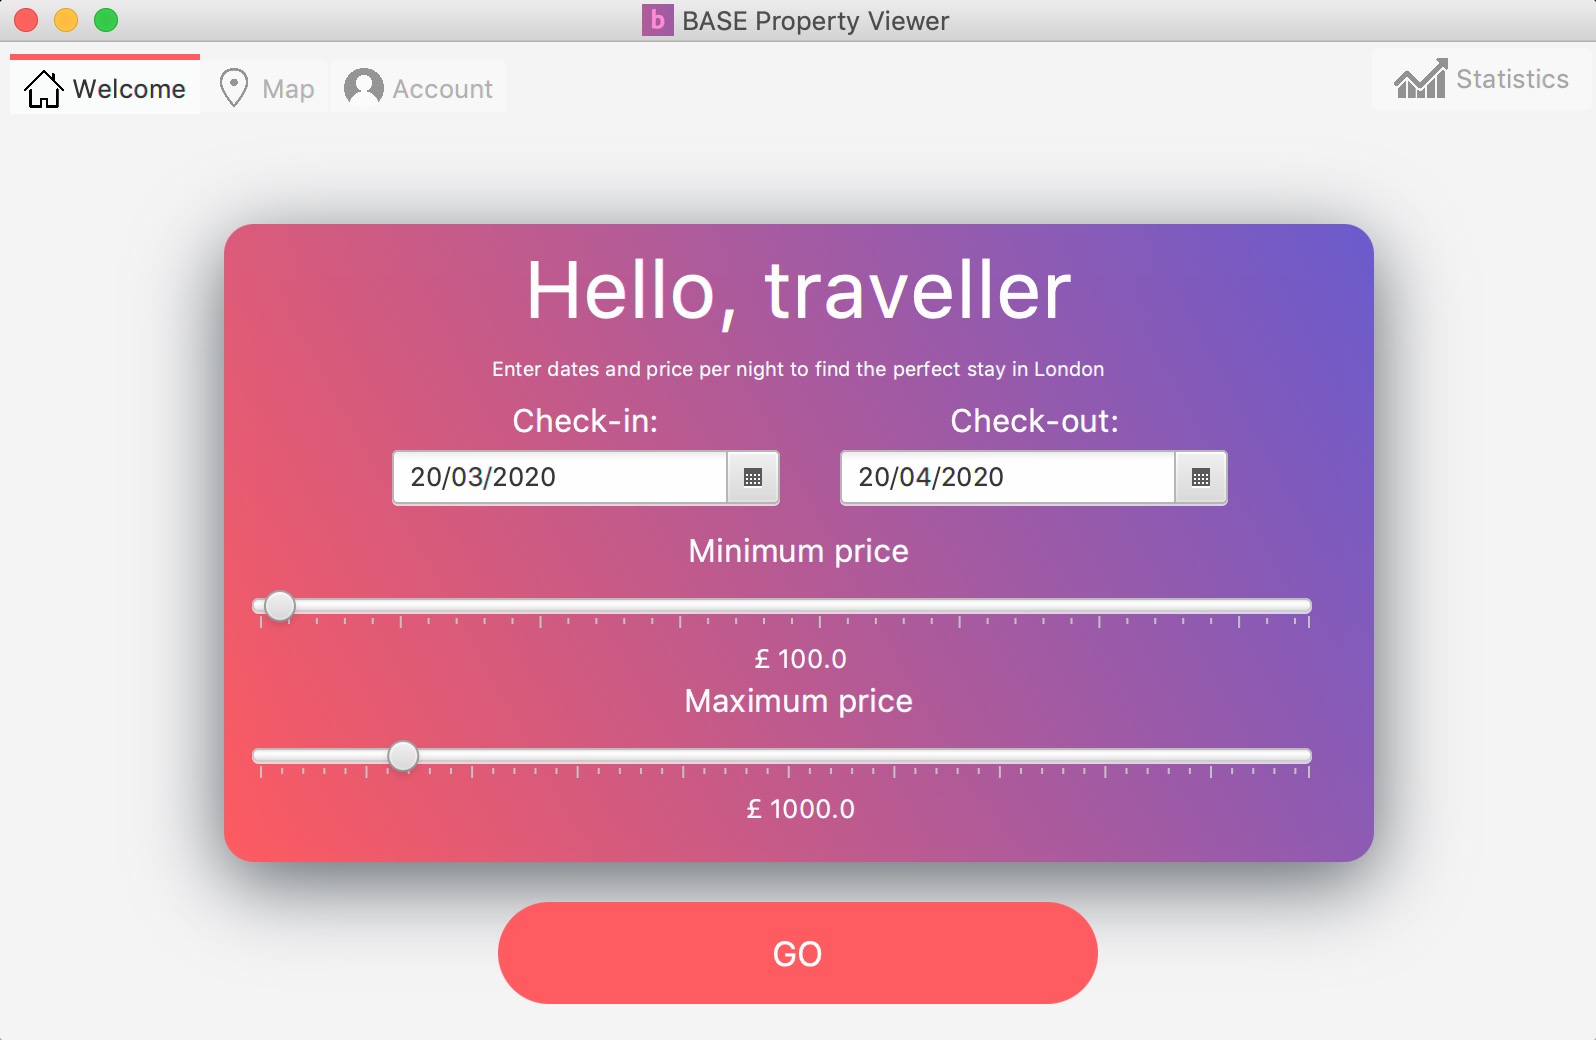 b BASE Property Viewer
Welcome Map Account Statistics
Hello, traveller
Enter dates and price per night to find the perfect stay in London
Check-in: Check-out:
20/03/2020 20/04/2020
Minimum price
£ 100.0
Maximum price
£ 1000.0
GO